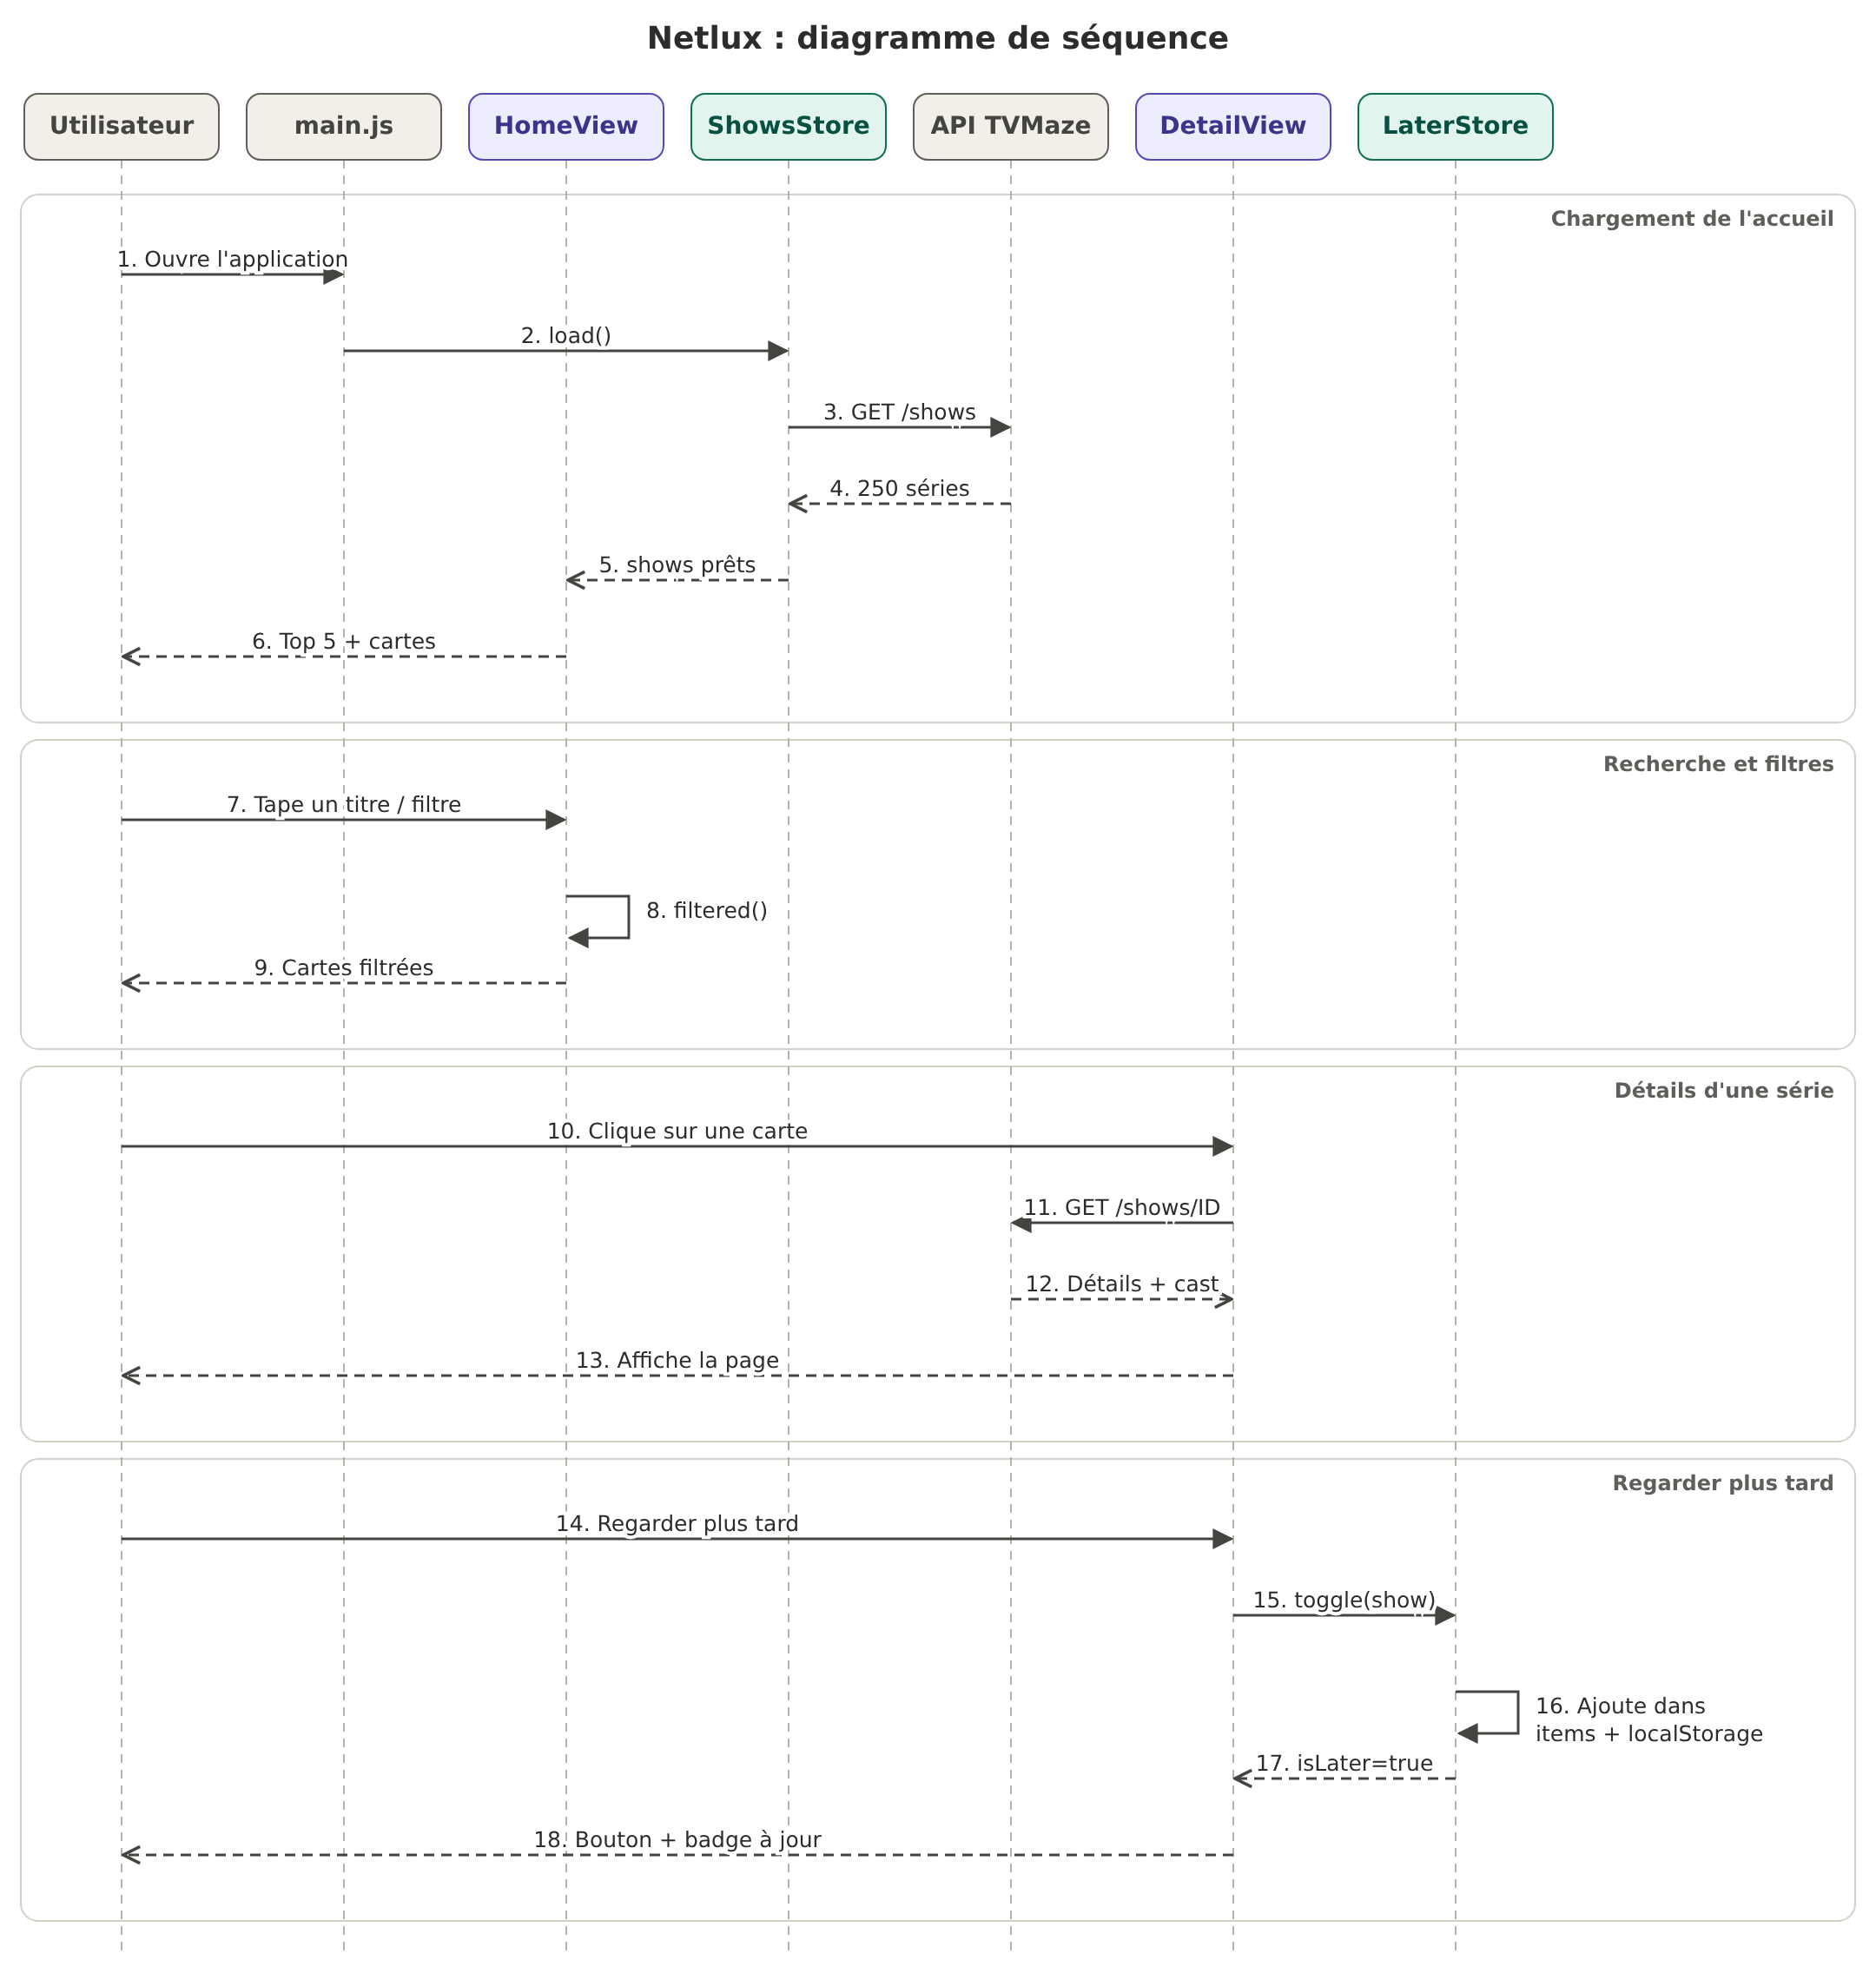 Netlux : diagramme de séquence
Utilisateur
main.js
HomeView
ShowsStore
API TVMaze
DetailView
LaterStore
Chargement de l'accueil
1. Ouvre l'application
2. load()
3. GET /shows
4. 250 séries
5. shows prêts
6. Top 5 + cartes
Recherche et filtres
7. Tape un titre / filtre
8. filtered()
9. Cartes filtrées
Détails d'une série
10. Clique sur une carte
11. GET /shows/ID
12. Détails + cast
13. Affiche la page
Regarder plus tard
14. Regarder plus tard
15. toggle(show)
16. Ajoute dans
items + localStorage
17. isLater=true
18. Bouton + badge à jour